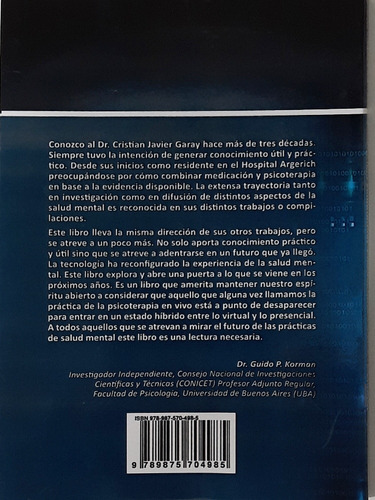 Conozco al Dr. Cristian Javier Garay hace más de tres décadas.
Siempre tuvo la intención de generar conocimiento útil y prác-
tico. Desde sus inicios como residente en el Hospital Argerich
preocupándose por cómo combinar medicación y psicoterapia
en base a la evidencia disponible. La extensa trayectoria tanto
en investigación como en difusión de distintos aspectos de la
salud mental es reconocida en sus distintos trabajos o compi-
laciones.
Este libro lleva la misma dirección de sus otros trabajos, pero
se atreve a un poco más. No solo aporta conocimiento práctico
y útil sino que se atreve a adentrarse en un futuro que ya llegó.
La tecnología ha reconfigurado la experiencia de la salud men-
tal. Este libro explora y abre una puerta a lo que se viene en los
próximos años. Es un libro que amerita mantener nuestro es-
píritu abierto a considerar que aquello que alguna vez llamamos la
práctica de la psicoterapia en vivo está a punto de desaparecer
para entrar en un estado híbrido entre lo virtual y lo presencial.
A todos aquellos que se atrevan a mirar el futuro de las prácticas
de salud mental este libro es una lectura necesaria.
Dr. Guido P. Korman
Investigador Independiente, Consejo Nacional de Investigaciones
Científicas y Técnicas (CONICET) Profesor Adjunto Regular,
Facultad de Psicología, Universidad de Buenos Aires (UBA)
ISBN 978-987-570-498-5
9 789875 704985